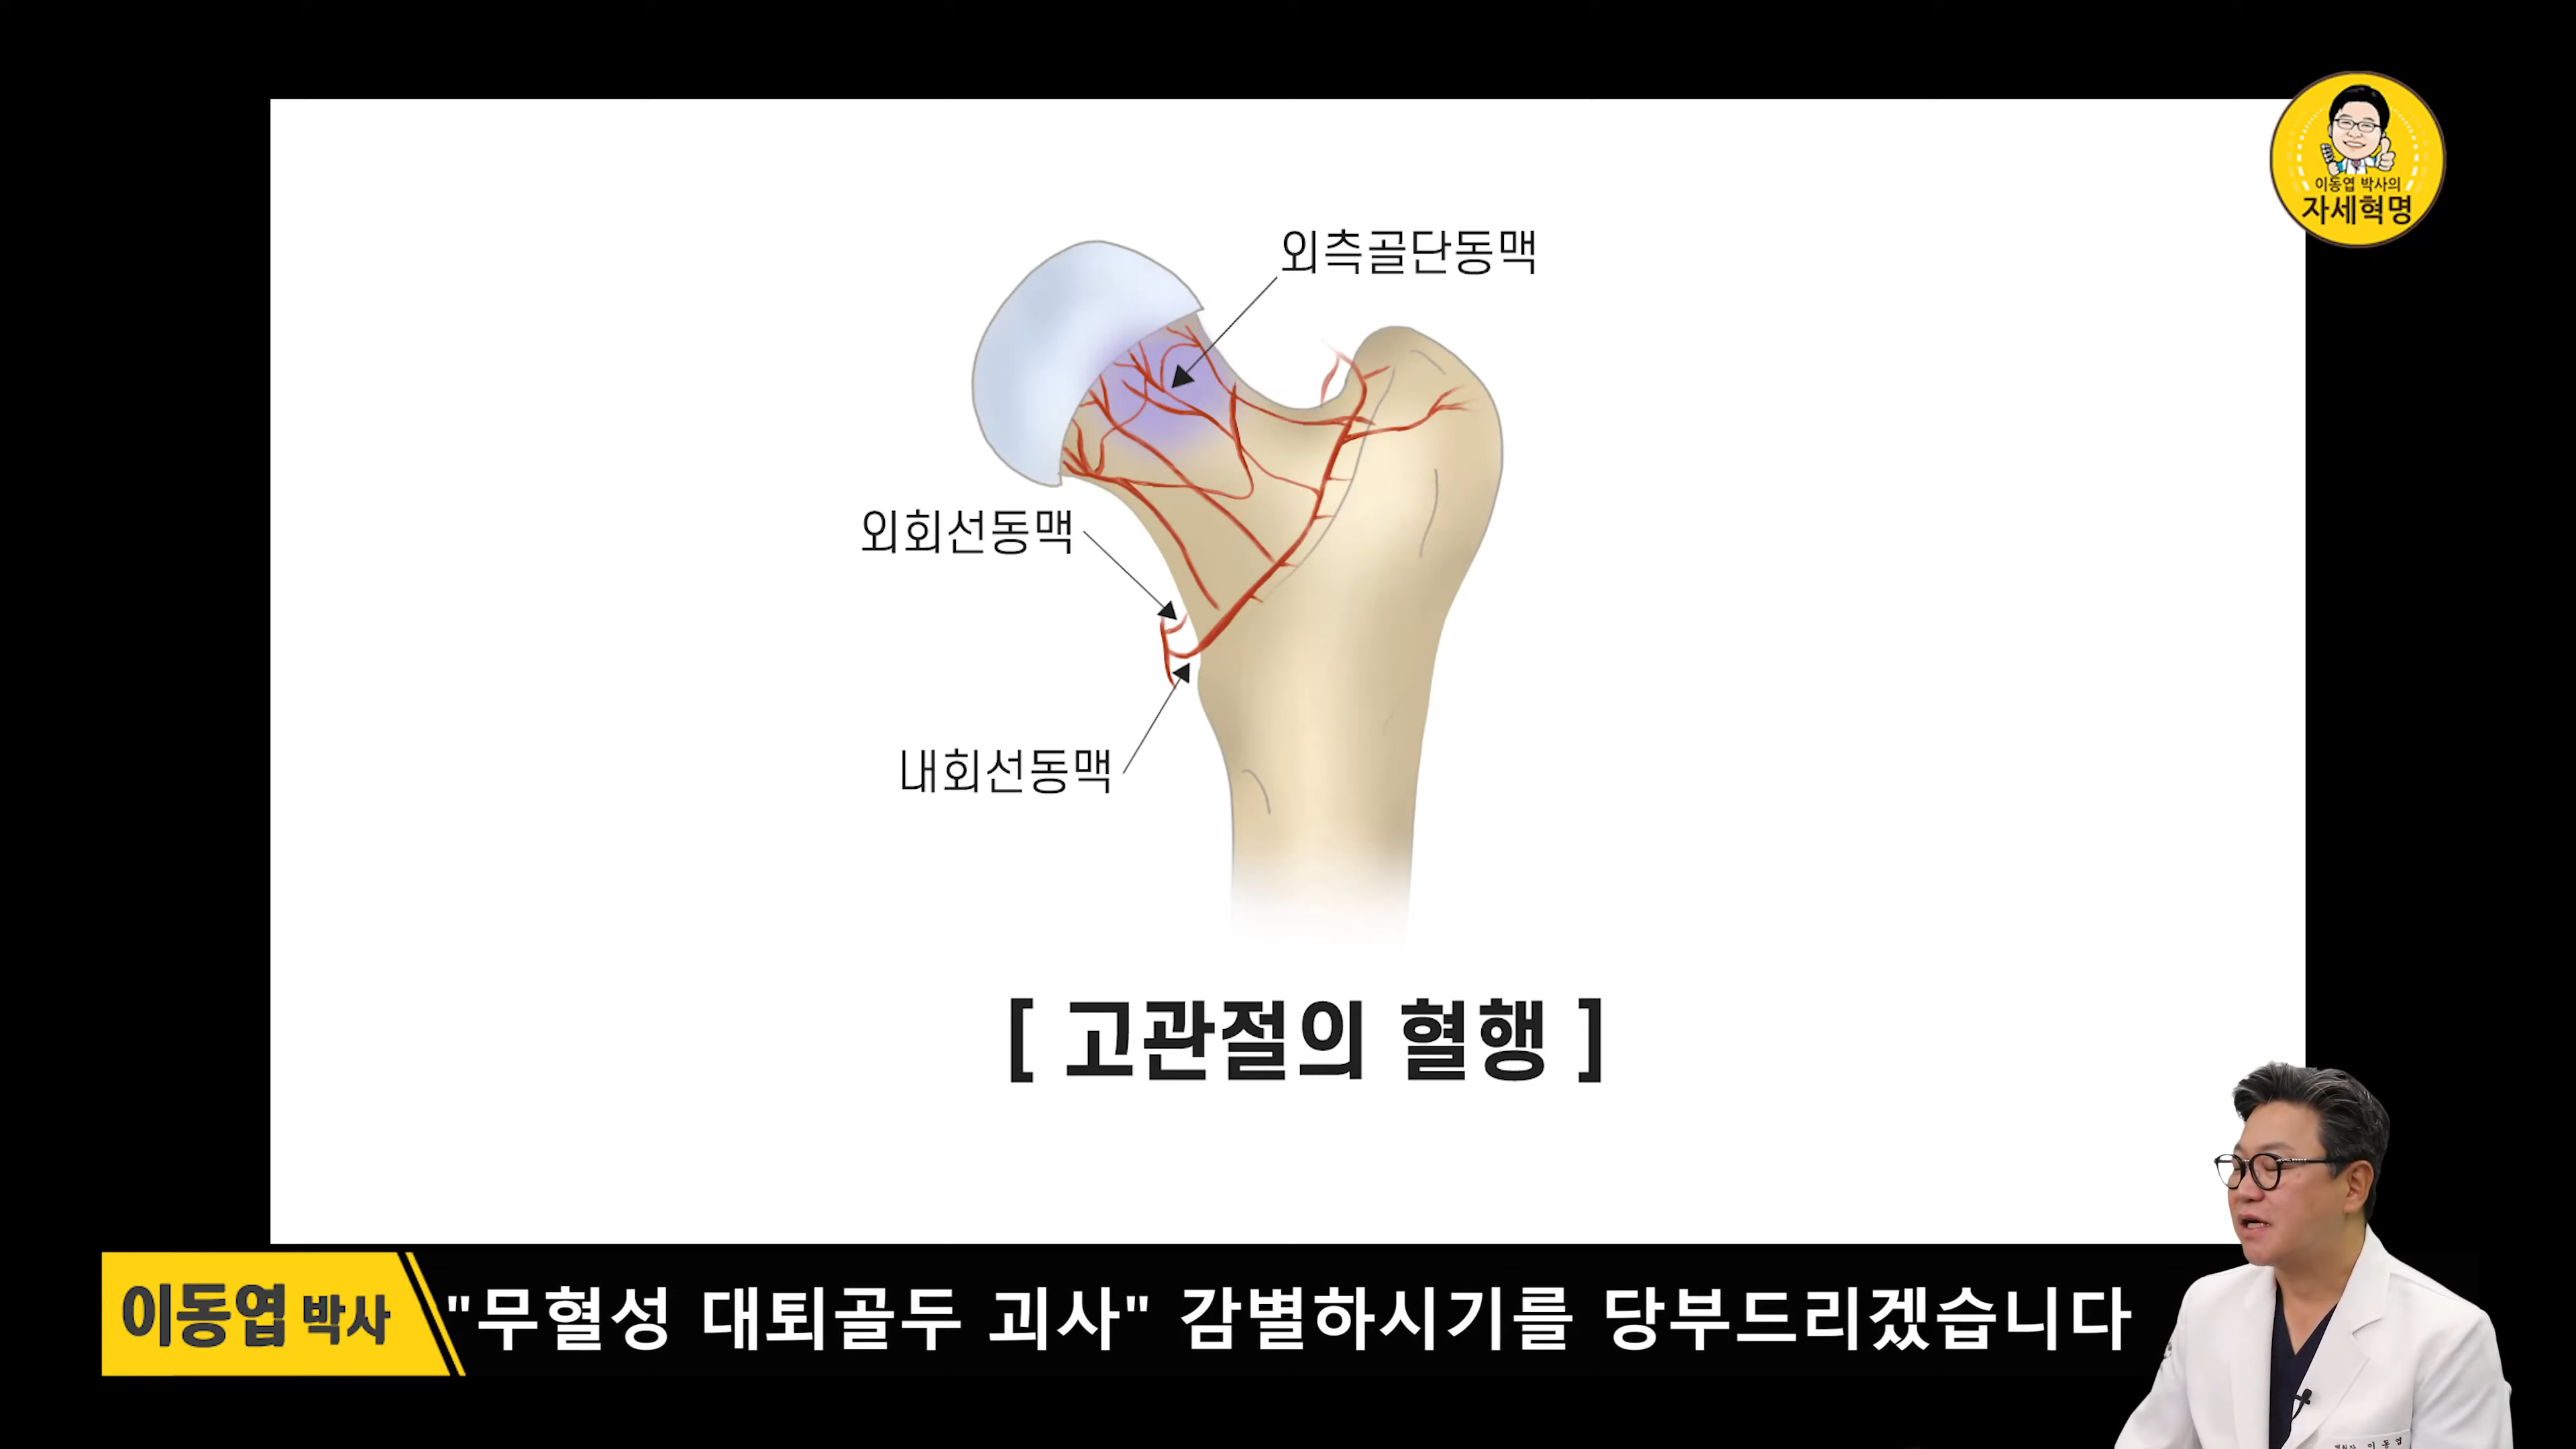 이동엽 박사의
자세혁명
외측골단동맥
외회선동맥
내회선동맥
[ 고관절의 혈행 ]
이동엽 박사
"무혈성 대퇴골두 괴사" 감별하시기를 당부드리겠습니다
이동엽